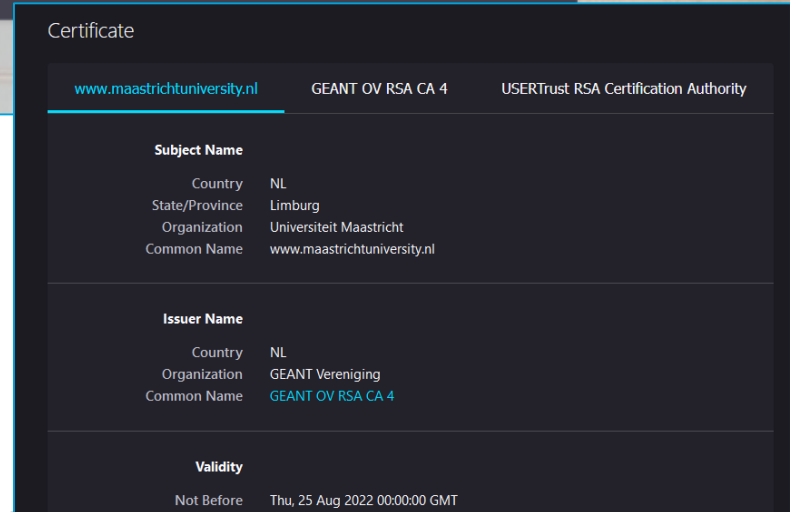 Certificate
www.maastrichtuniversity.nl GEANT OV RSA CA 4 USERTrust RSA Certification Authority
Subject Name
Country NL
State/Province Limburg
Organization Universiteit Maastricht
Common Name www.maastrichtuniversity.nl
Issuer Name
Country NL
Organization GEANT Vereniging
Common Name GEANT OV RSA CA 4
Validity
Not Before Thu, 25 Aug 2022 00:00:00 GMT